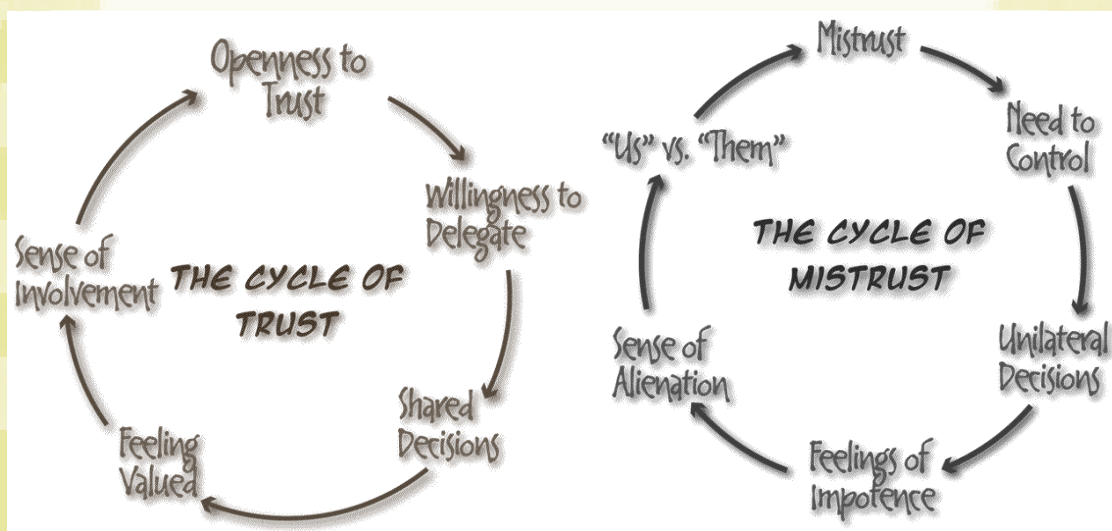 Openness to
Trust
Willingness to
Delegate
Shared
Decisions
Feeling
Valued
Sense of
Involvement
THE CYCLE OF
TRUST
Mistrust
Need to
Control
Unilateral
Decisions
Feelings of
Impotence
Sense of
Alienation
“Us” vs. “Them”
THE CYCLE OF
MISTRUST